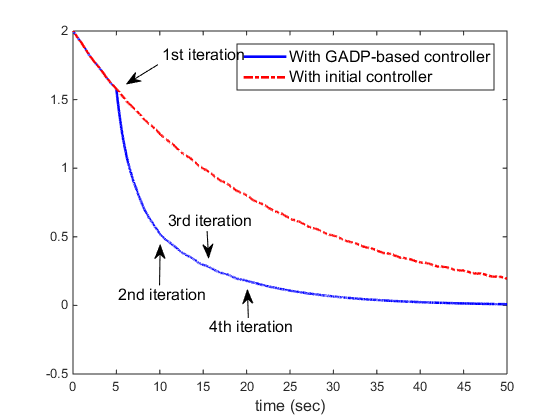 2
1.5
1
0.5
0
-0.5
1st iteration
With GADP-based controller
With initial controller
3rd iteration
2nd iteration
4th iteration
0 5 10 15 20 25 30 35 40 45 50
time (sec)